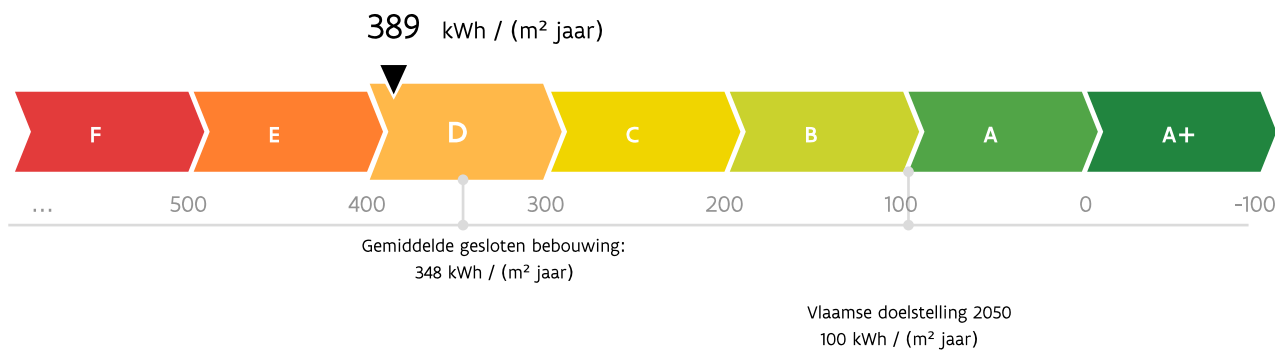 389 kWh / (m² jaar)
F E D C B A A+
... 500 400 300 200 100 0 -100
Gemiddelde gesloten bebouwing:
348 kWh / (m² jaar)
Vlaamse doelstelling 2050
100 kWh / (m² jaar)